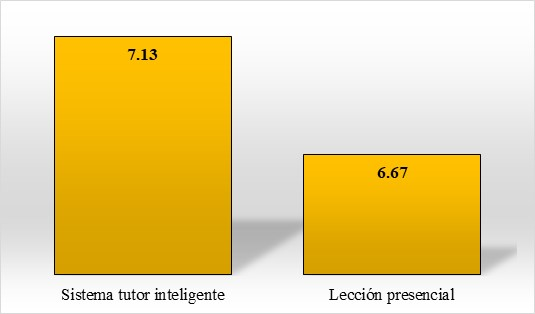 7.13
6.67
Sistema tutor inteligente
Lección presencial